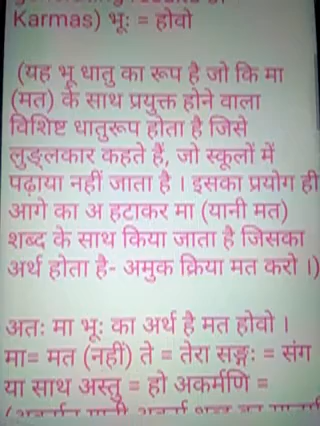 Karmas) भूः = होवो
(यह भू धातु का रूप है जो कि मा
(मत) के साथ प्रयुक्त होने वाला
विशिष्ट धातुरूप होता है जिसे
लुङ्लकार कहते हैं, जो स्कूलों में
पढ़ाया नहीं जाता है । इसका प्रयोग ही
आगे का अ हटाकर मा (यानी मत)
शब्द के साथ किया जाता है जिसका
अर्थ होता है- अमुक क्रिया मत करो ।)
अतः मा भूः का अर्थ है मत होवो ।
मा= मत (नहीं) ते = तेरा सङ्गः = संग
या साथ अस्तु = हो अकर्मणि =